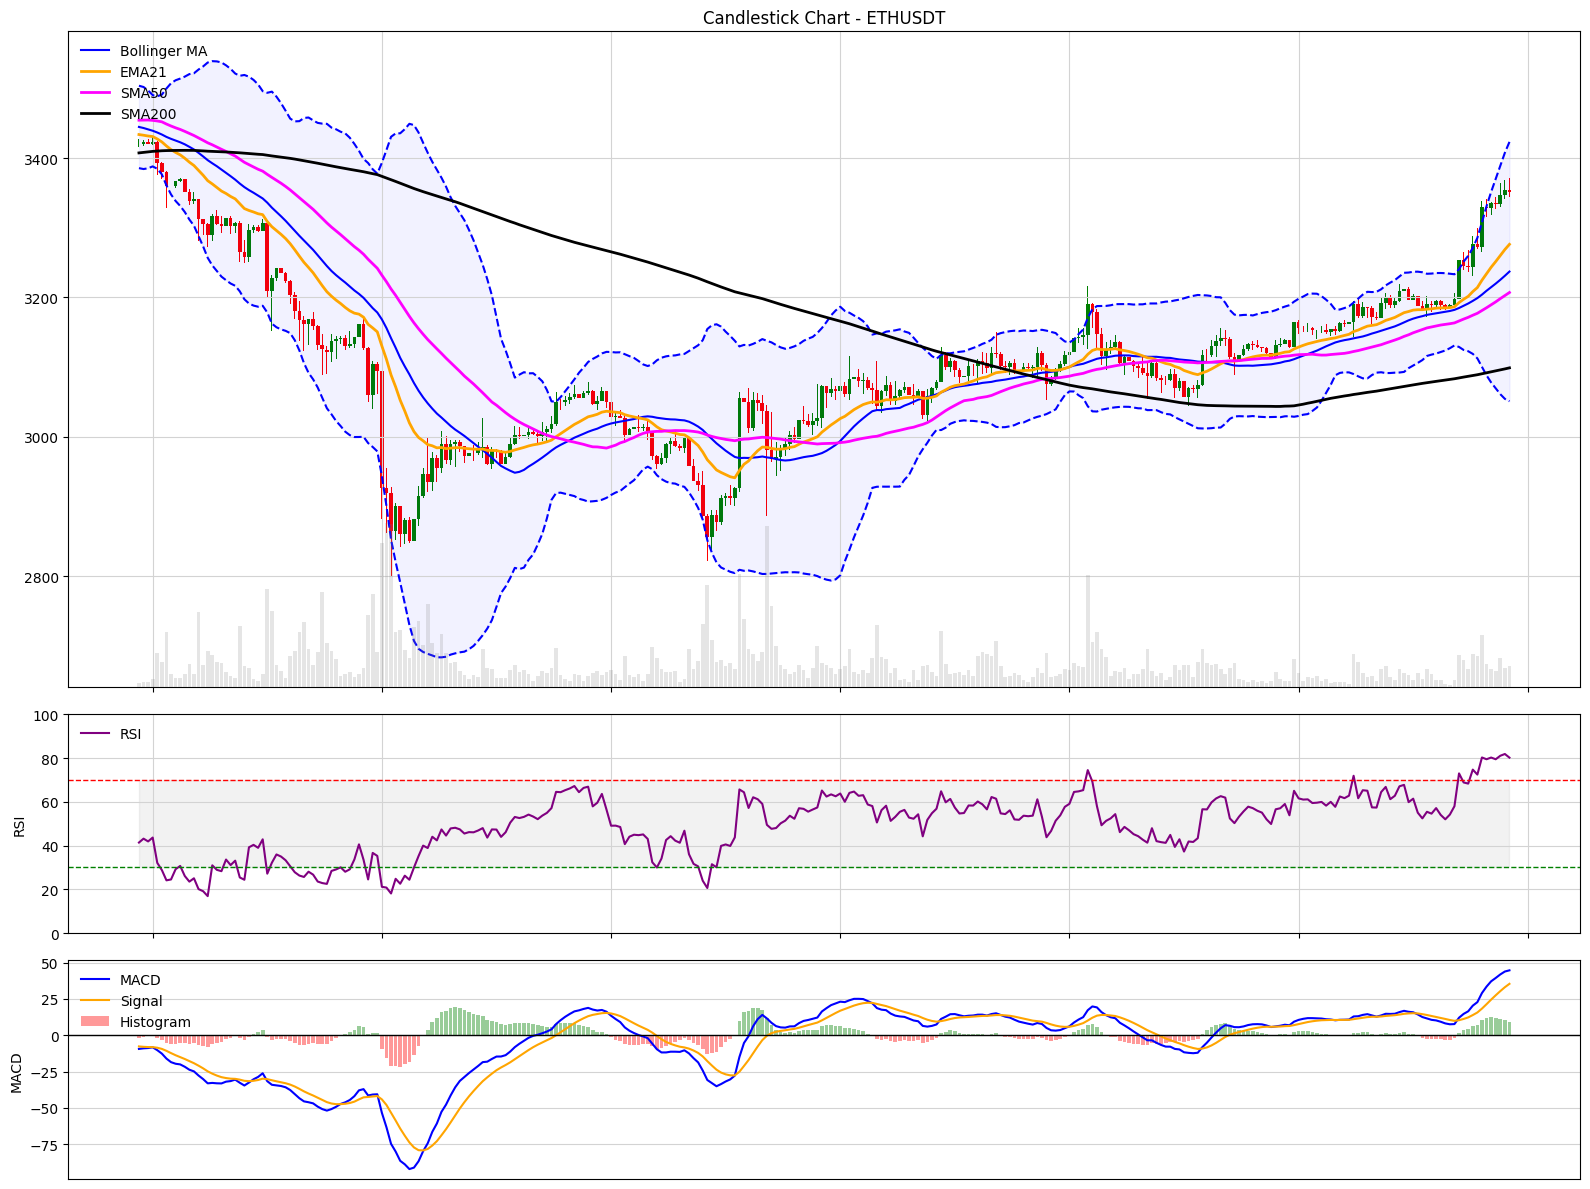 Candlestick Chart - ETHUSDT
Bollinger MA
EMA21
SMA50
SMA200
3400
3200
3000
2800
RSI
100
80
60
40
20
0
RSI
MACD
Signal
Histogram
50
25
0
−25
−50
−75
MACD